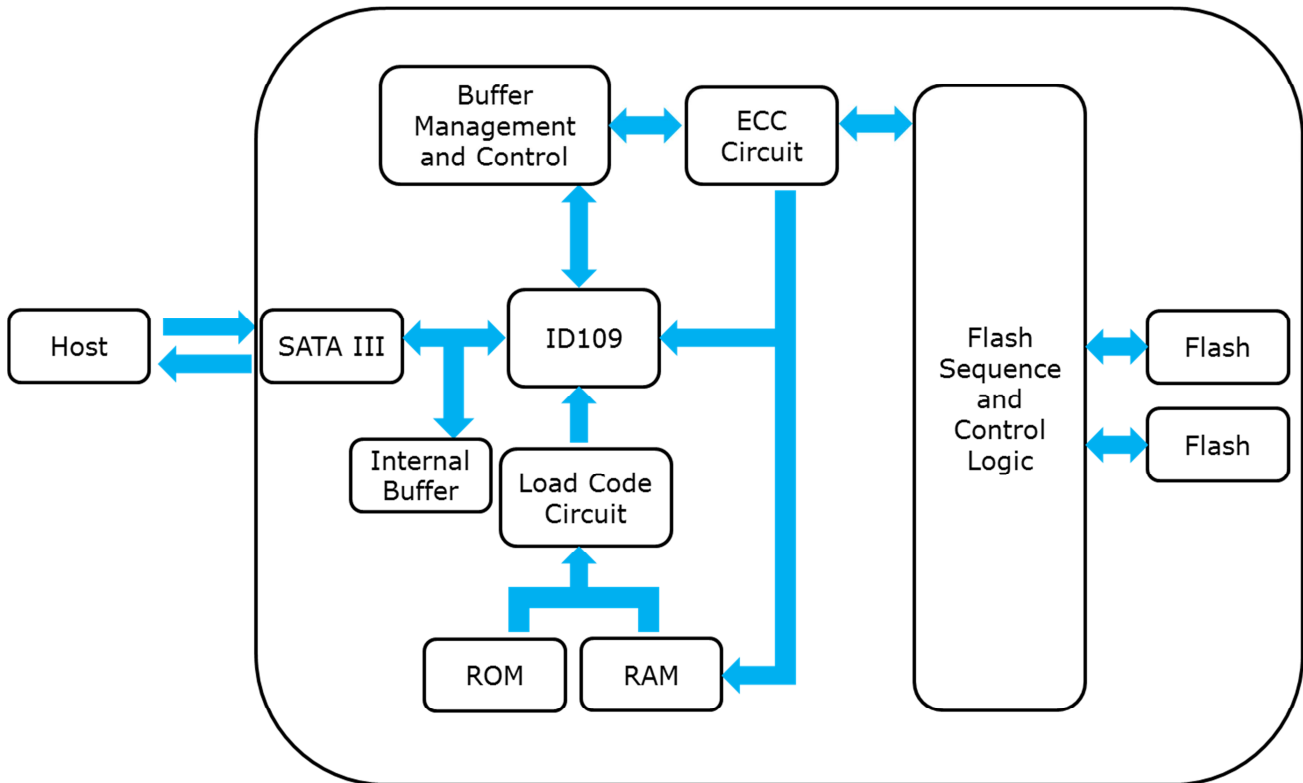 Buffer
Management
and Control
ECC
Circuit
Host
SATA III
ID109
Flash
Sequence
and
Control
Logic
Flash
Flash
Internal
Buffer
Load Code
Circuit
ROM
RAM